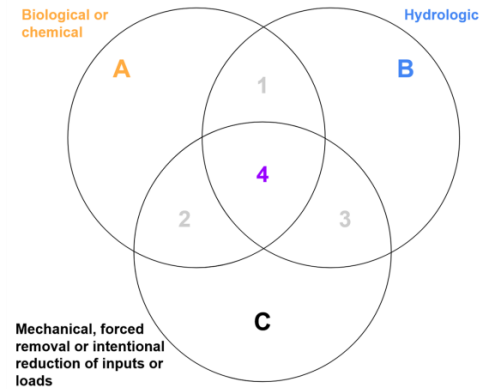 Biological or
chemical
Hydrologic
A
B
1
4
2
3
C
Mechanical, forced
removal or intentional
reduction of inputs or
loads